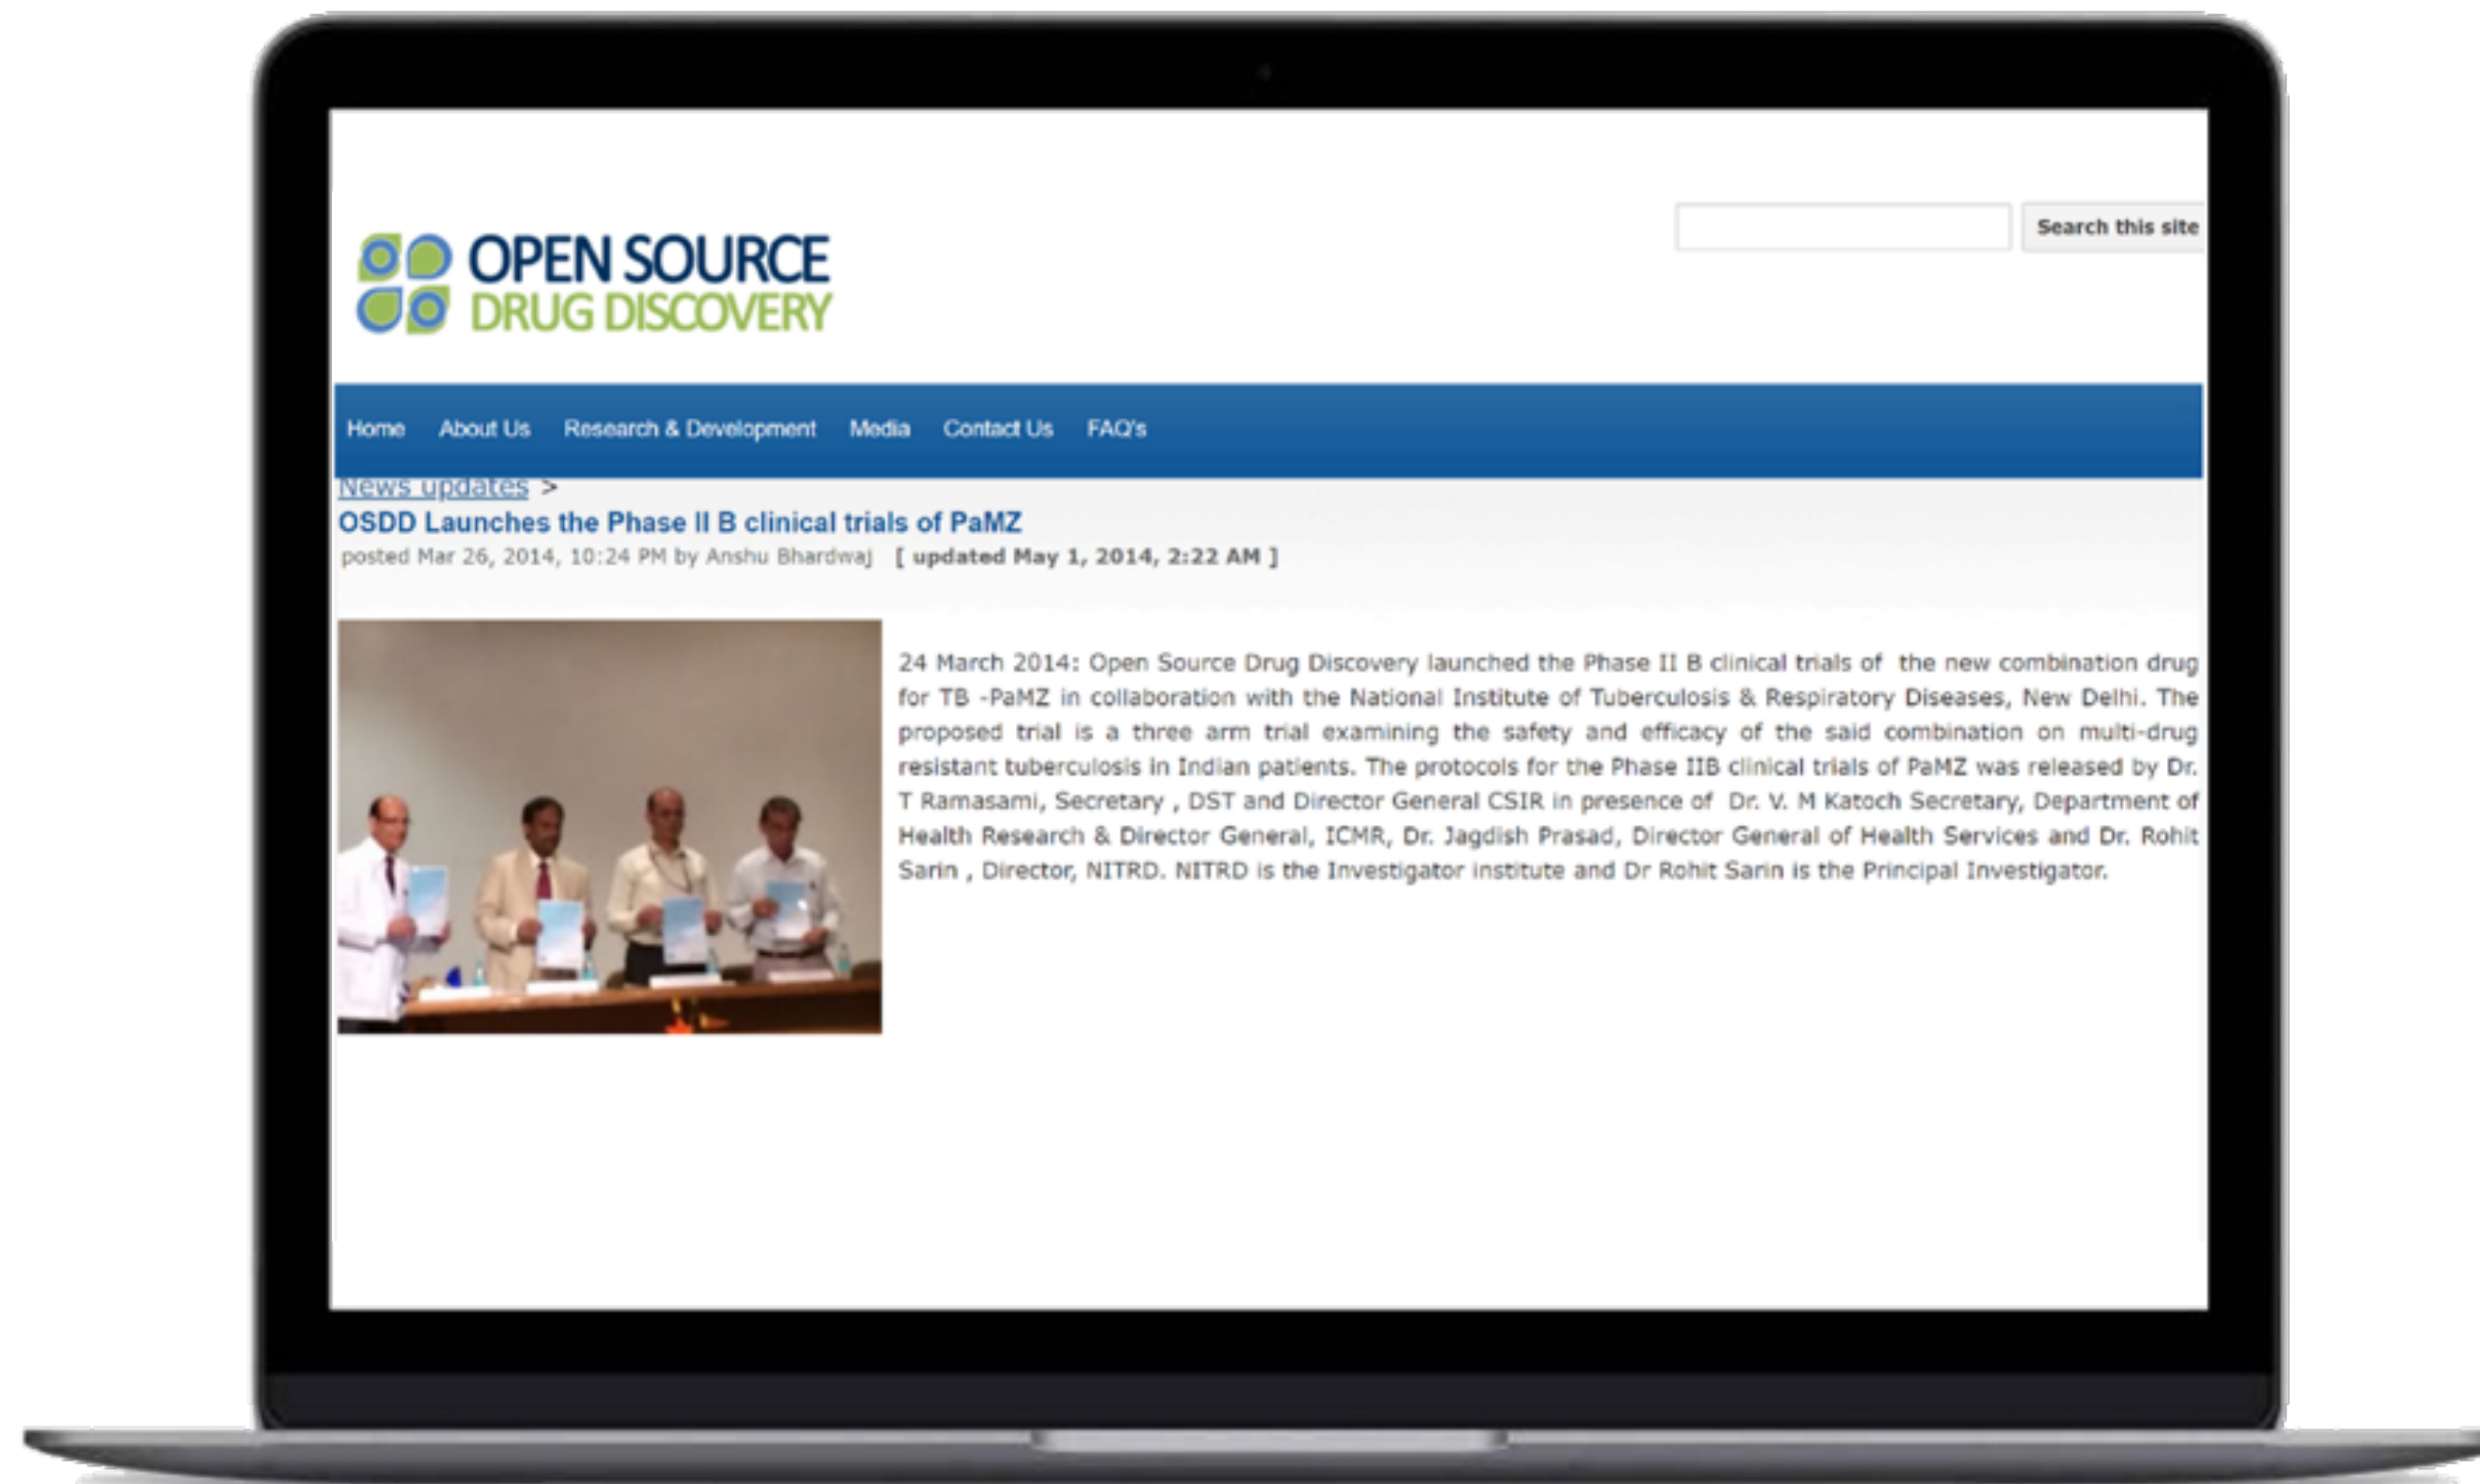 OPEN SOURCE
DRUG DISCOVERY
Search this site
Home About Us Research & Development Media Contact Us FAQ's
News updates >
OSDD Launches the Phase II B clinical trials of PaMZ
posted Mar 26, 2014, 10:24 PM by Anshu Bhardwaj [ updated May 1, 2014, 2:22 AM ]
24 March 2014: Open Source Drug Discovery launched the Phase II B clinical trials of the new combination drug
for TB -PaMZ in collaboration with the National Institute of Tuberculosis & Respiratory Diseases, New Delhi. The
proposed trial is a three arm trial examining the safety and efficacy of the said combination on multi-drug
resistant tuberculosis in Indian patients. The protocols for the Phase IIB clinical trials of PaMZ was released by Dr.
T Ramasami, Secretary , DST and Director General CSIR in presence of Dr. V. M Katoch Secretary, Department of
Health Research & Director General, ICMR, Dr. Jagdish Prasad, Director General of Health Services and Dr. Rohit
Sarin , Director, NITRD. NITRD is the Investigator institute and Dr Rohit Sarin is the Principal Investigator.